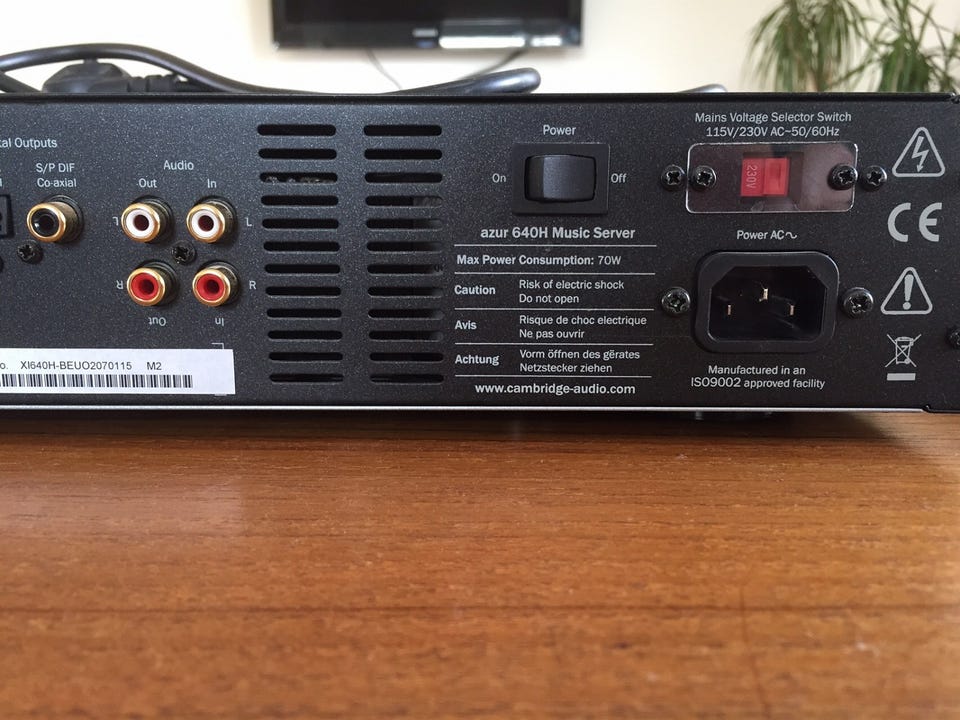 tal Outputs
S/P DIF
Co-axial
Audio
Out In
L L
R R
Out In
o. XI640H-BEUO2070115 M2
Power
On Off
azur 640H Music Server
Max Power Consumption: 70W
Caution Risk of electric shock
Do not open
Avis Risque de choc electrique
Ne pas ouvrir
Achtung Vorm öffnen des gërates
Netzstecker ziehen
www.cambridge-audio.com
Mains Voltage Selector Switch
115V/230V AC~50/60Hz
230V
Power AC~
Manufactured in an
ISO9002 approved facility
CE